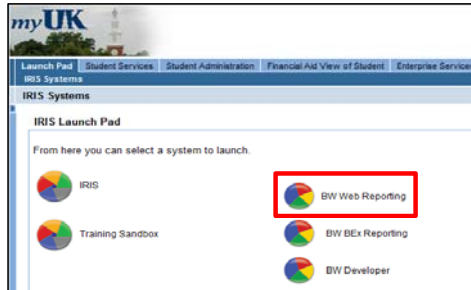 myUK
Launch Pad Student Services Student Administration Financial Aid View of Student Enterprise Service
IRIS Systems
IRIS Systems
IRIS Launch Pad
From here you can select a system to launch.
IRIS BW Web Reporting
Training Sandbox BW BEx Reporting
BW Developer